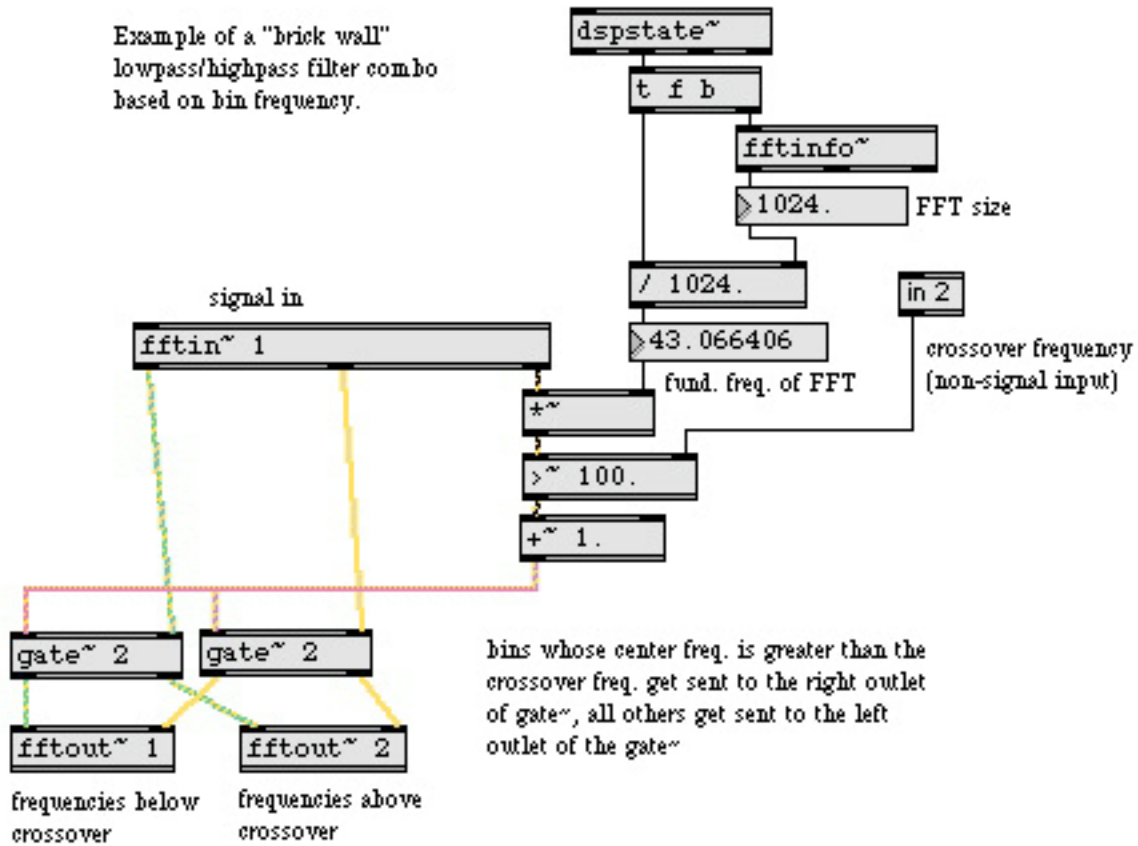 Example of a "brick wall"
lowpass/highpass filter combo
based on bin frequency.
dspstate~
t f b
fftinfo~
1024.
FFT size
/ 1024.
in 2
signal in
fftin~ 1
43.066406
crossover frequency
(non-signal input)
fund. freq. of FFT
*~
>~ 100.
+~ 1.
gate~ 2
gate~ 2
bins whose center freq. is greater than the
crossover freq. get sent to the right outlet
of gate~, all others get sent to the left
outlet of the gate~
fftout~ 1
fftout~ 2
frequencies below
crossover
frequencies above
crossover